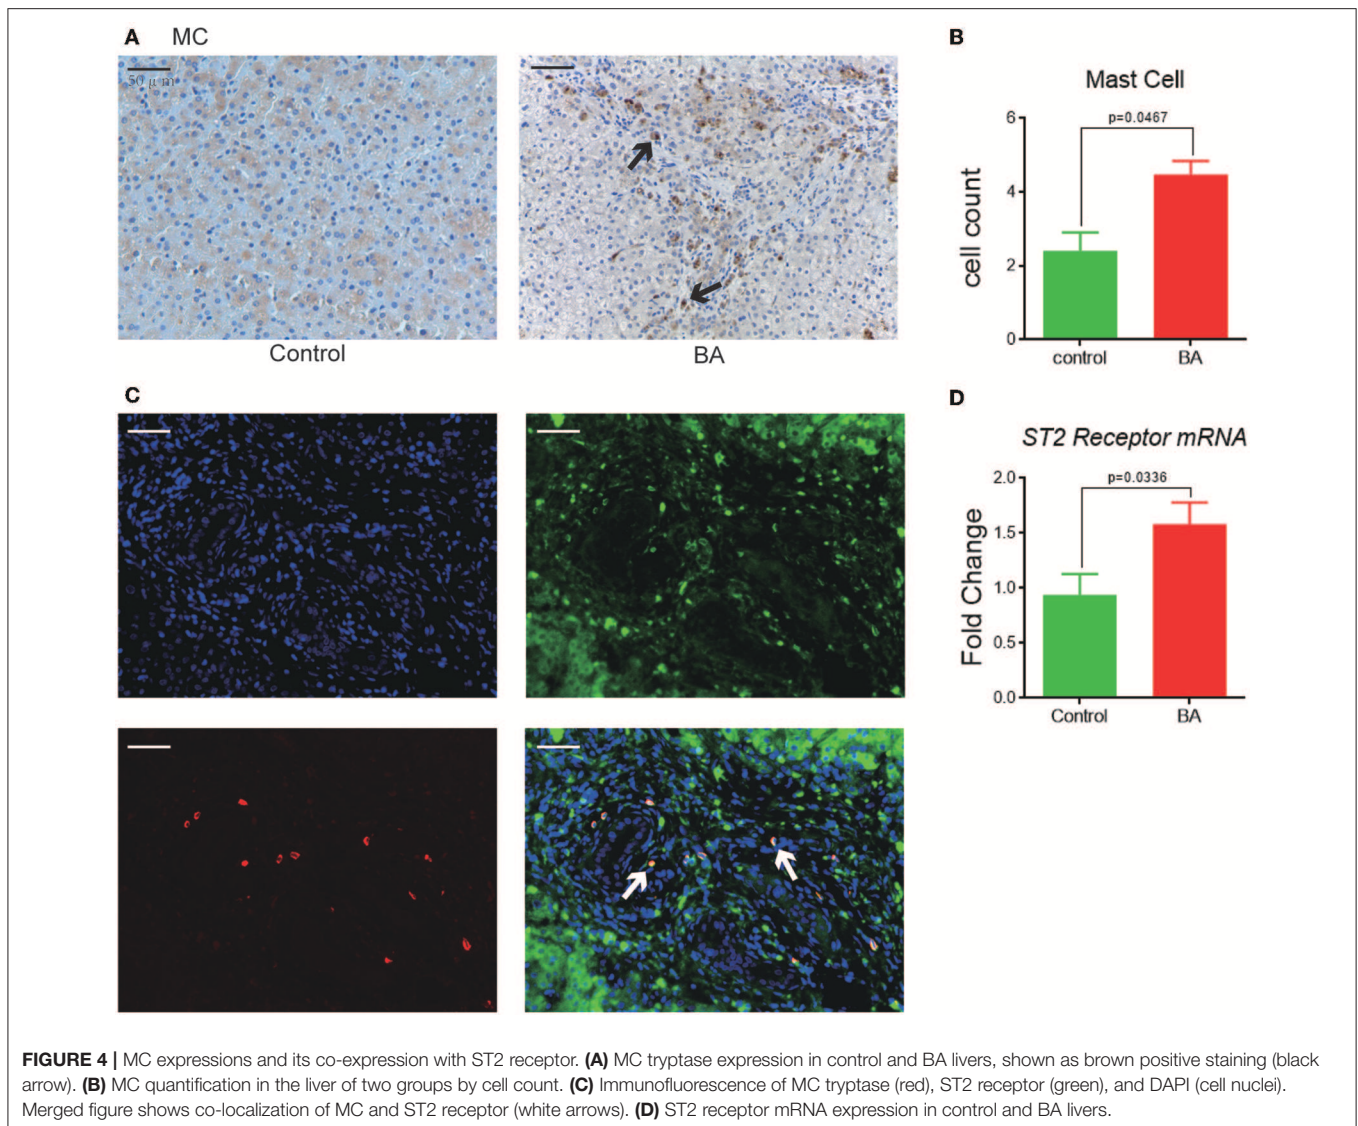 A MC
50 μm
Control
BA
B
Mast Cell
p=0.0467
cell count
6
4
2
0
control
BA
C
D
ST2 Receptor mRNA
p=0.0336
Fold Change
2.0
1.5
1.0
0.5
0.0
Control
BA
FIGURE 4 | MC expressions and its co-expression with ST2 receptor. (A) MC tryptase expression in control and BA livers, shown as brown positive staining (black
arrow). (B) MC quantification in the liver of two groups by cell count. (C) Immunofluorescence of MC tryptase (red), ST2 receptor (green), and DAPI (cell nuclei).
Merged figure shows co-localization of MC and ST2 receptor (white arrows). (D) ST2 receptor mRNA expression in control and BA livers.